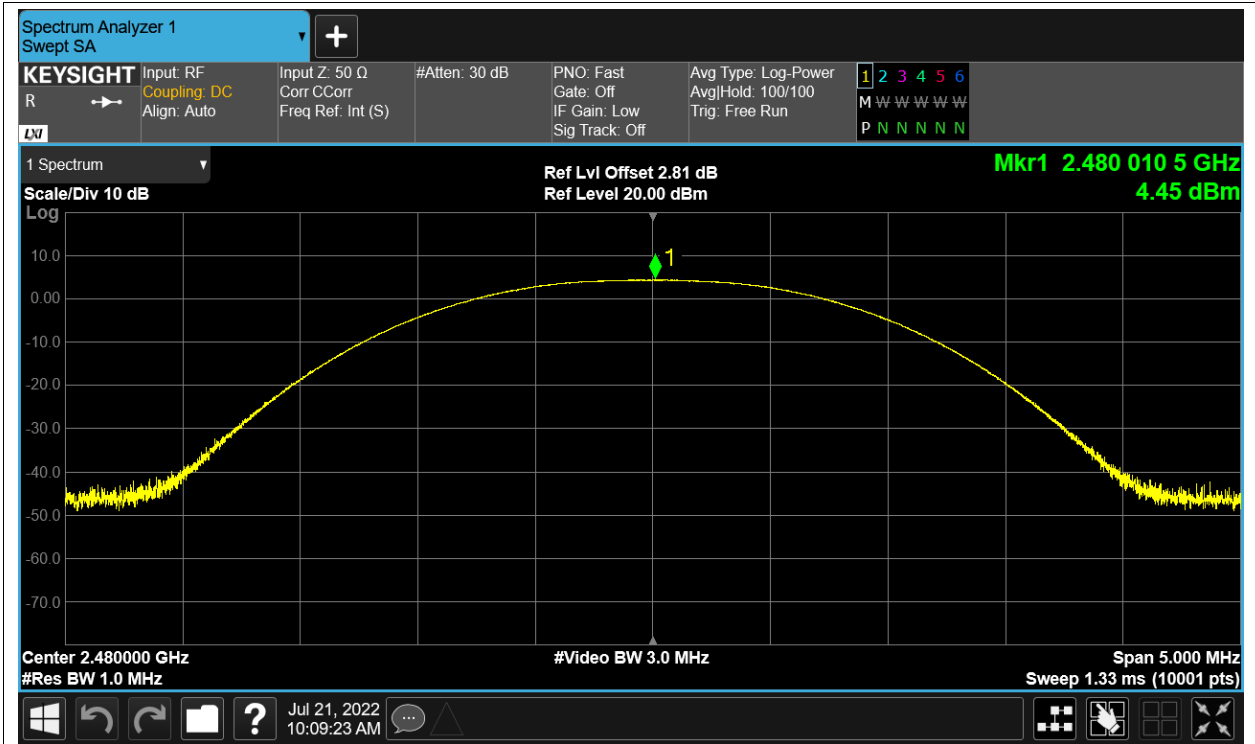 Spectrum Analyzer 1
Swept SA
KEYSIGHT
R
LXI
Input: RF
Coupling: DC
Align: Auto
Input Z: 50 Ω
Corr CCorr
Freq Ref: Int (S)
#Atten: 30 dB
PNO: Fast
Gate: Off
IF Gain: Low
Sig Track: Off
Avg Type: Log-Power
Avg|Hold: 100/100
Trig: Free Run
1 2 3 4 5 6
M W W W W W
P N N N N N
1 Spectrum
Scale/Div 10 dB
Log
Ref Lvl Offset 2.81 dB
Ref Level 20.00 dBm
Mkr1 2.480 010 5 GHz
4.45 dBm
1
10.0
0.00
-10.0
-20.0
-30.0
-40.0
-50.0
-60.0
-70.0
Center 2.480000 GHz
#Res BW 1.0 MHz
#Video BW 3.0 MHz
Span 5.000 MHz
Sweep 1.33 ms (10001 pts)
?
Jul 21, 2022
10:09:23 AM